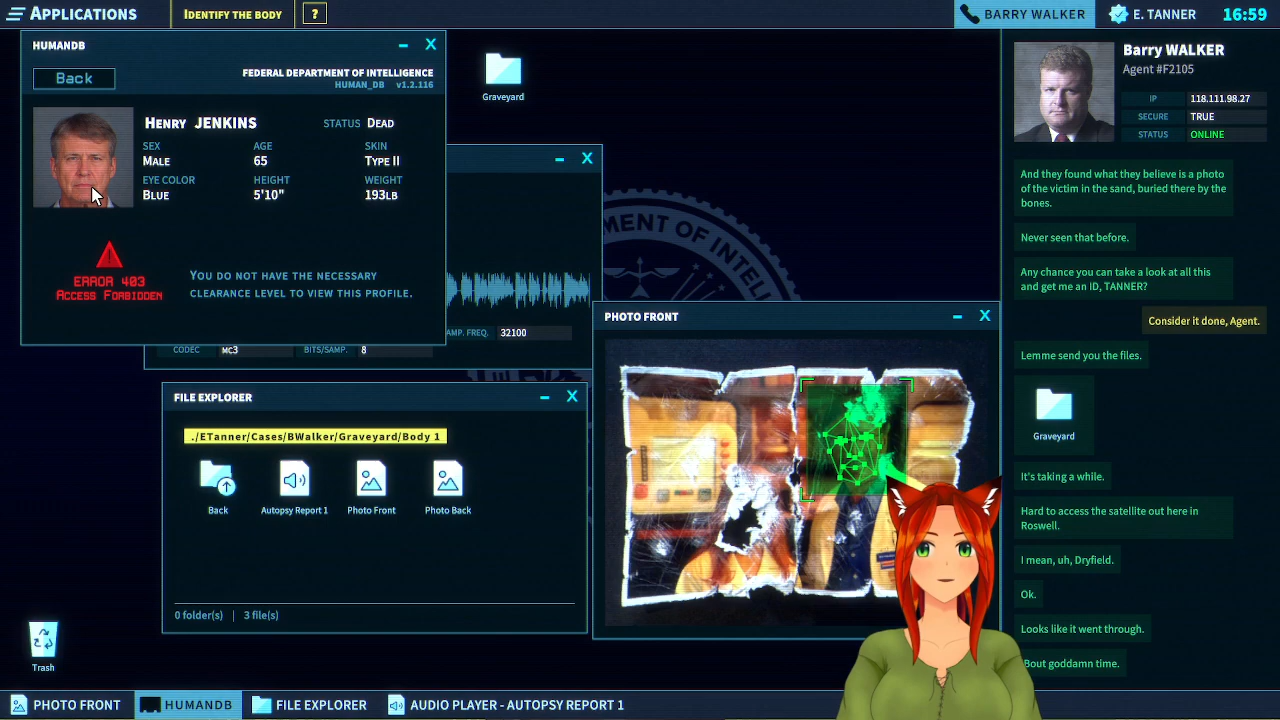 APPLICATIONS
IDENTIFY THE BODY
?
BARRY WALKER
E. TANNER
16:59
HUMANDB
Back
FEDERAL DEPARTMENT OF INTELLIGENCE
HUMAN_DB v1.2.116
HENRY JENKINS
STATUS DEAD
SEX
AGE
SKIN
MALE
65
TYPE II
EYE COLOR
HEIGHT
WEIGHT
BLUE
5'10"
193LB
ERROR 403
ACCESS FORBIDDEN
YOU DO NOT HAVE THE NECESSARY
CLEARANCE LEVEL TO VIEW THIS PROFILE.
Graveyard
MENT OF INTELLI
AMP. FREQ. 32100
CODEC MC3 BITS/SAMP. 8
FILE EXPLORER
./ETanner/Cases/BWalker/Graveyard/Body 1
Back
Autopsy Report 1
Photo Front
Photo Back
0 folder(s) | 3 file(s)
PHOTO FRONT
Barry WALKER
Agent #F2105
IP 118.111.98.27
SECURE TRUE
STATUS ONLINE
And they found what they believe is a photo
of the victim in the sand, buried there by the
bones.
Never seen that before.
Any chance you can take a look at all this
and get me an ID, TANNER?
Consider it done, Agent.
Lemme send you the files.
Graveyard
It's taking a while.
Hard to access the satellite out here in
Roswell.
I mean, uh, Dryfield.
Ok.
Looks like it went through.
'Bout goddamn time.
Trash
PHOTO FRONT
HUMANDB
FILE EXPLORER
AUDIO PLAYER - AUTOPSY REPORT 1